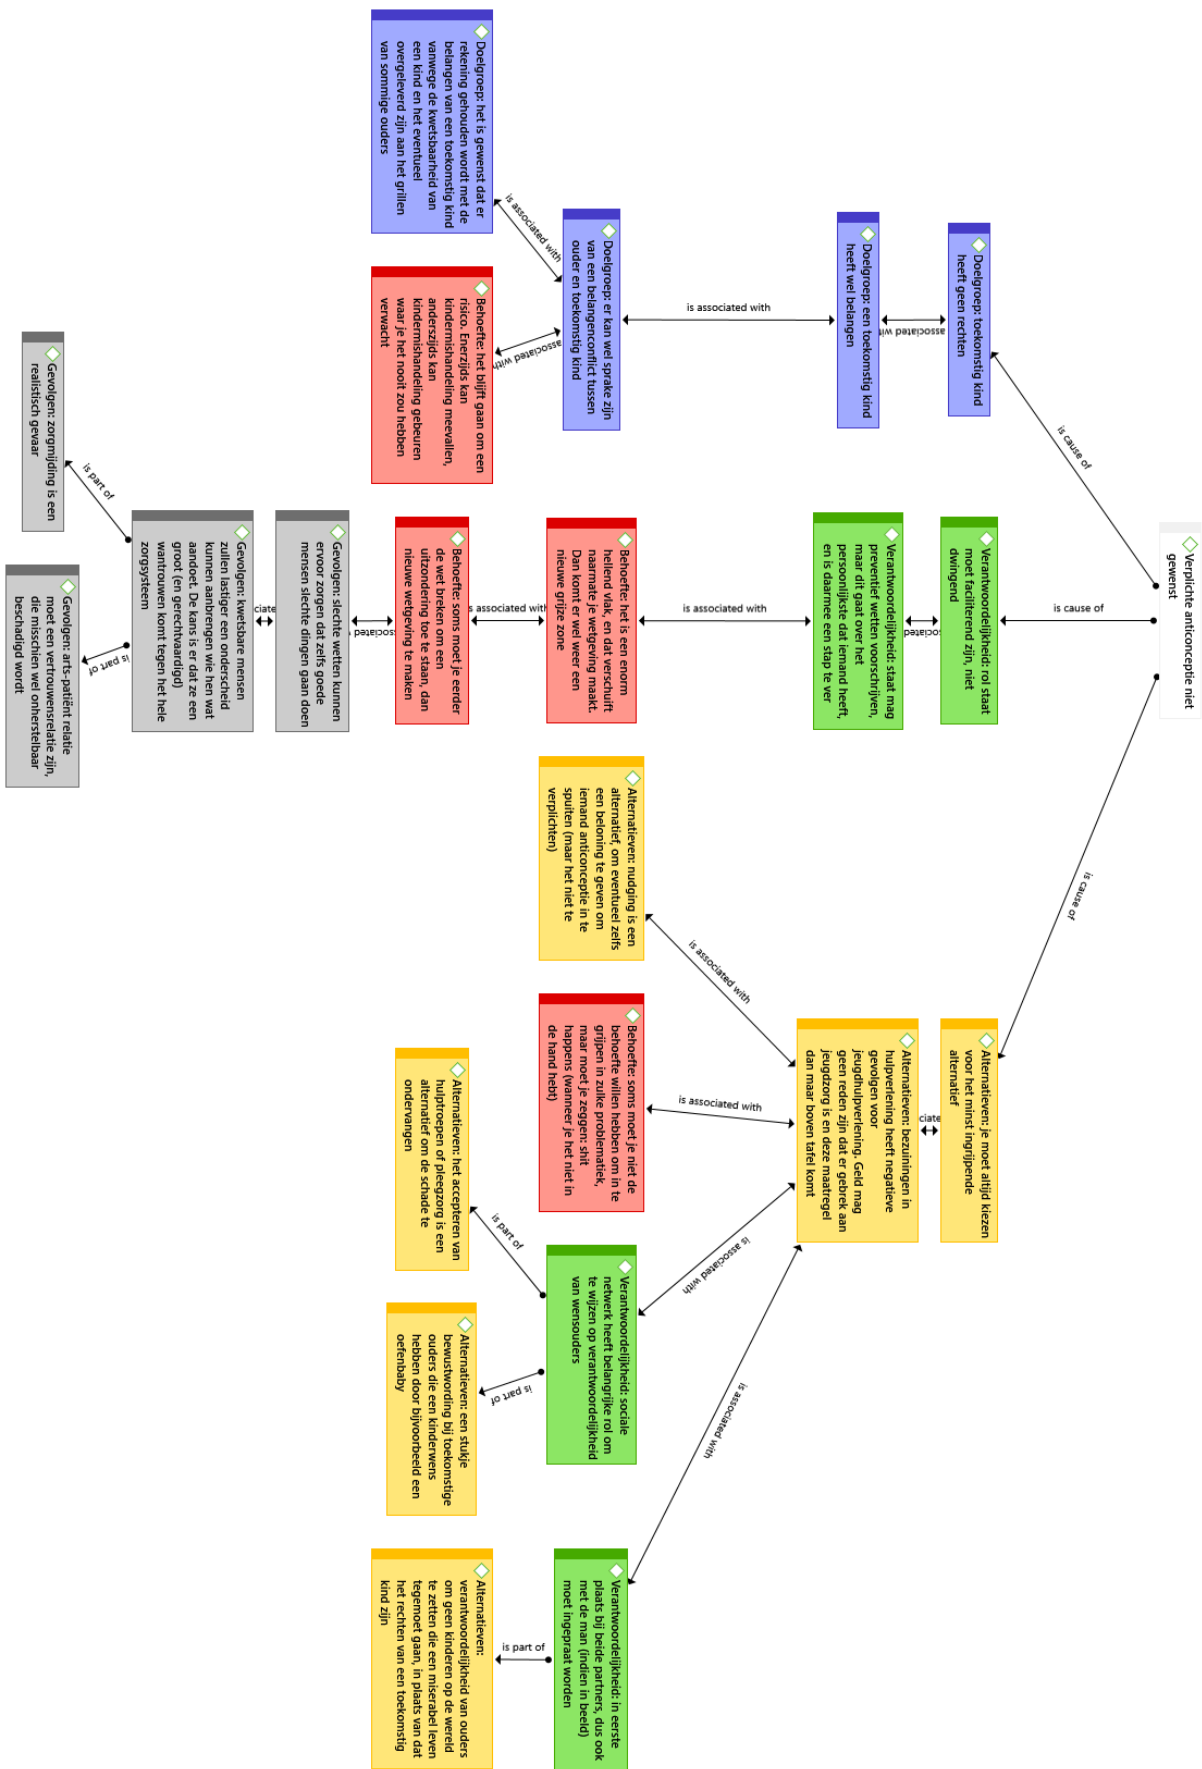 Verplichte anticonceptie niet
gewenst
is cause of
is cause of
is cause of
Doelgroep: toekomstig kind
heeft geen rechten
associated wi
Doelgroep: een toekomstig kind
heeft wel belangen
is associated with
Doelgroep: er kan wel sprake zijn
van een belangenconflict tussen
ouder en toekomstig kind
is associated with
associated with
Doelgroep: het is gewenst dat er
rekening gehouden wordt met de
belangen van een toekomstig kind
vanwege de kwetsbaarheid van
een kind en het eventueel
overgeleverd zijn aan het grillen
van sommige ouders
Behoefte: het blijft gaan om een
risico. Enerzijds kan
kindermishandeling meevallen,
anderszijds kan
kindermishandeling gebeuren
waar je het nooit zou hebben
verwacht
Verantwoordelijkheid: rol staat
moet faciliterend zijn, niet
dwingend
Verantwoordelijkheid: staat mag
preventief wetten voorschrijven,
maar dit gaat over het
persoonlijkste dat iemand heeft,
en is daarmee een stap te ver
is associated with
Behoefte: het is een enorm
hellend vlak, en dat verschuift
naarmate je wetgeving maakt.
Dan komt er wel weer een
nieuwe grijze zone
s associated with
Behoefte: soms moet je eerder
de wet breken om een
uitzondering toe te staan, dan
nieuwe wetgeving te maken
Gevolgen: slechte wetten kunnen
ervoor zorgen dat zelfs goede
mensen slechte dingen gaan doen
ciate
Gevolgen: kwetsbare mensen
zullen lastiger een onderscheid
kunnen aanbrengen wie hen wat
aandoet. De kans is er dat ze een
groot (en gerechtvaardigd)
wantrouwen komt tegen het hele
zorgsysteem
is part of
is part of
Gevolgen: zorgmijding is een
realistisch gevaar
Gevolgen: arts-patiënt relatie
moet een vertrouwensrelatie zijn,
die misschien wel onherstelbaar
beschadigd wordt
Alternatieven: je moet altijd kiezen
voor het minst ingrijpende
alternatief
ciate
Alternatieven: bezuiningen in
hulpverlening heeft negatieve
gevolgen voor
jeugdhulpverlening. Geld mag
geen reden zijn dat er gebrek aan
jeugdzorg is en deze maatregel
dan maar boven tafel komt
is associated with
is associated with
is associated with
is associated with
Alternatieven: nudging is een
alternatief, om eventueel zelfs
een beloning te geven om
iemand anticonceptie in te
spuiten (maar het niet te
verplichten)
Behoefte: soms moet je niet de
behoefte willen hebben om in te
grijpen in zulke problematiek,
maar moet je zeggen: shit
happens (wanneer je het niet in
de hand hebt)
Verantwoordelijkheid: sociale
netwerk heeft belangrijke rol om
te wijzen op verantwoordelijkheid
van wensouders
is part of
is part of
Alternatieven: het accepteren van
hulptroepen of pleegzorg is een
alternatief om de schade te
ondervangen
Alternatieven: een stukje
bewustwording bij toekomstige
ouders die een kinderwens
hebben door bijvoorbeeld een
oefenbaby
Verantwoordelijkheid: in eerste
plaats bij beide partners, dus ook
met de man (indien in beeld)
moet ingepraat worden
is part of
Alternatieven:
verantwoordelijkheid van ouders
om geen kinderen op de wereld
te zetten die een miserabel leven
tegemoet gaan, in plaats van dat
het rechten van een toekomstig
kind zijn